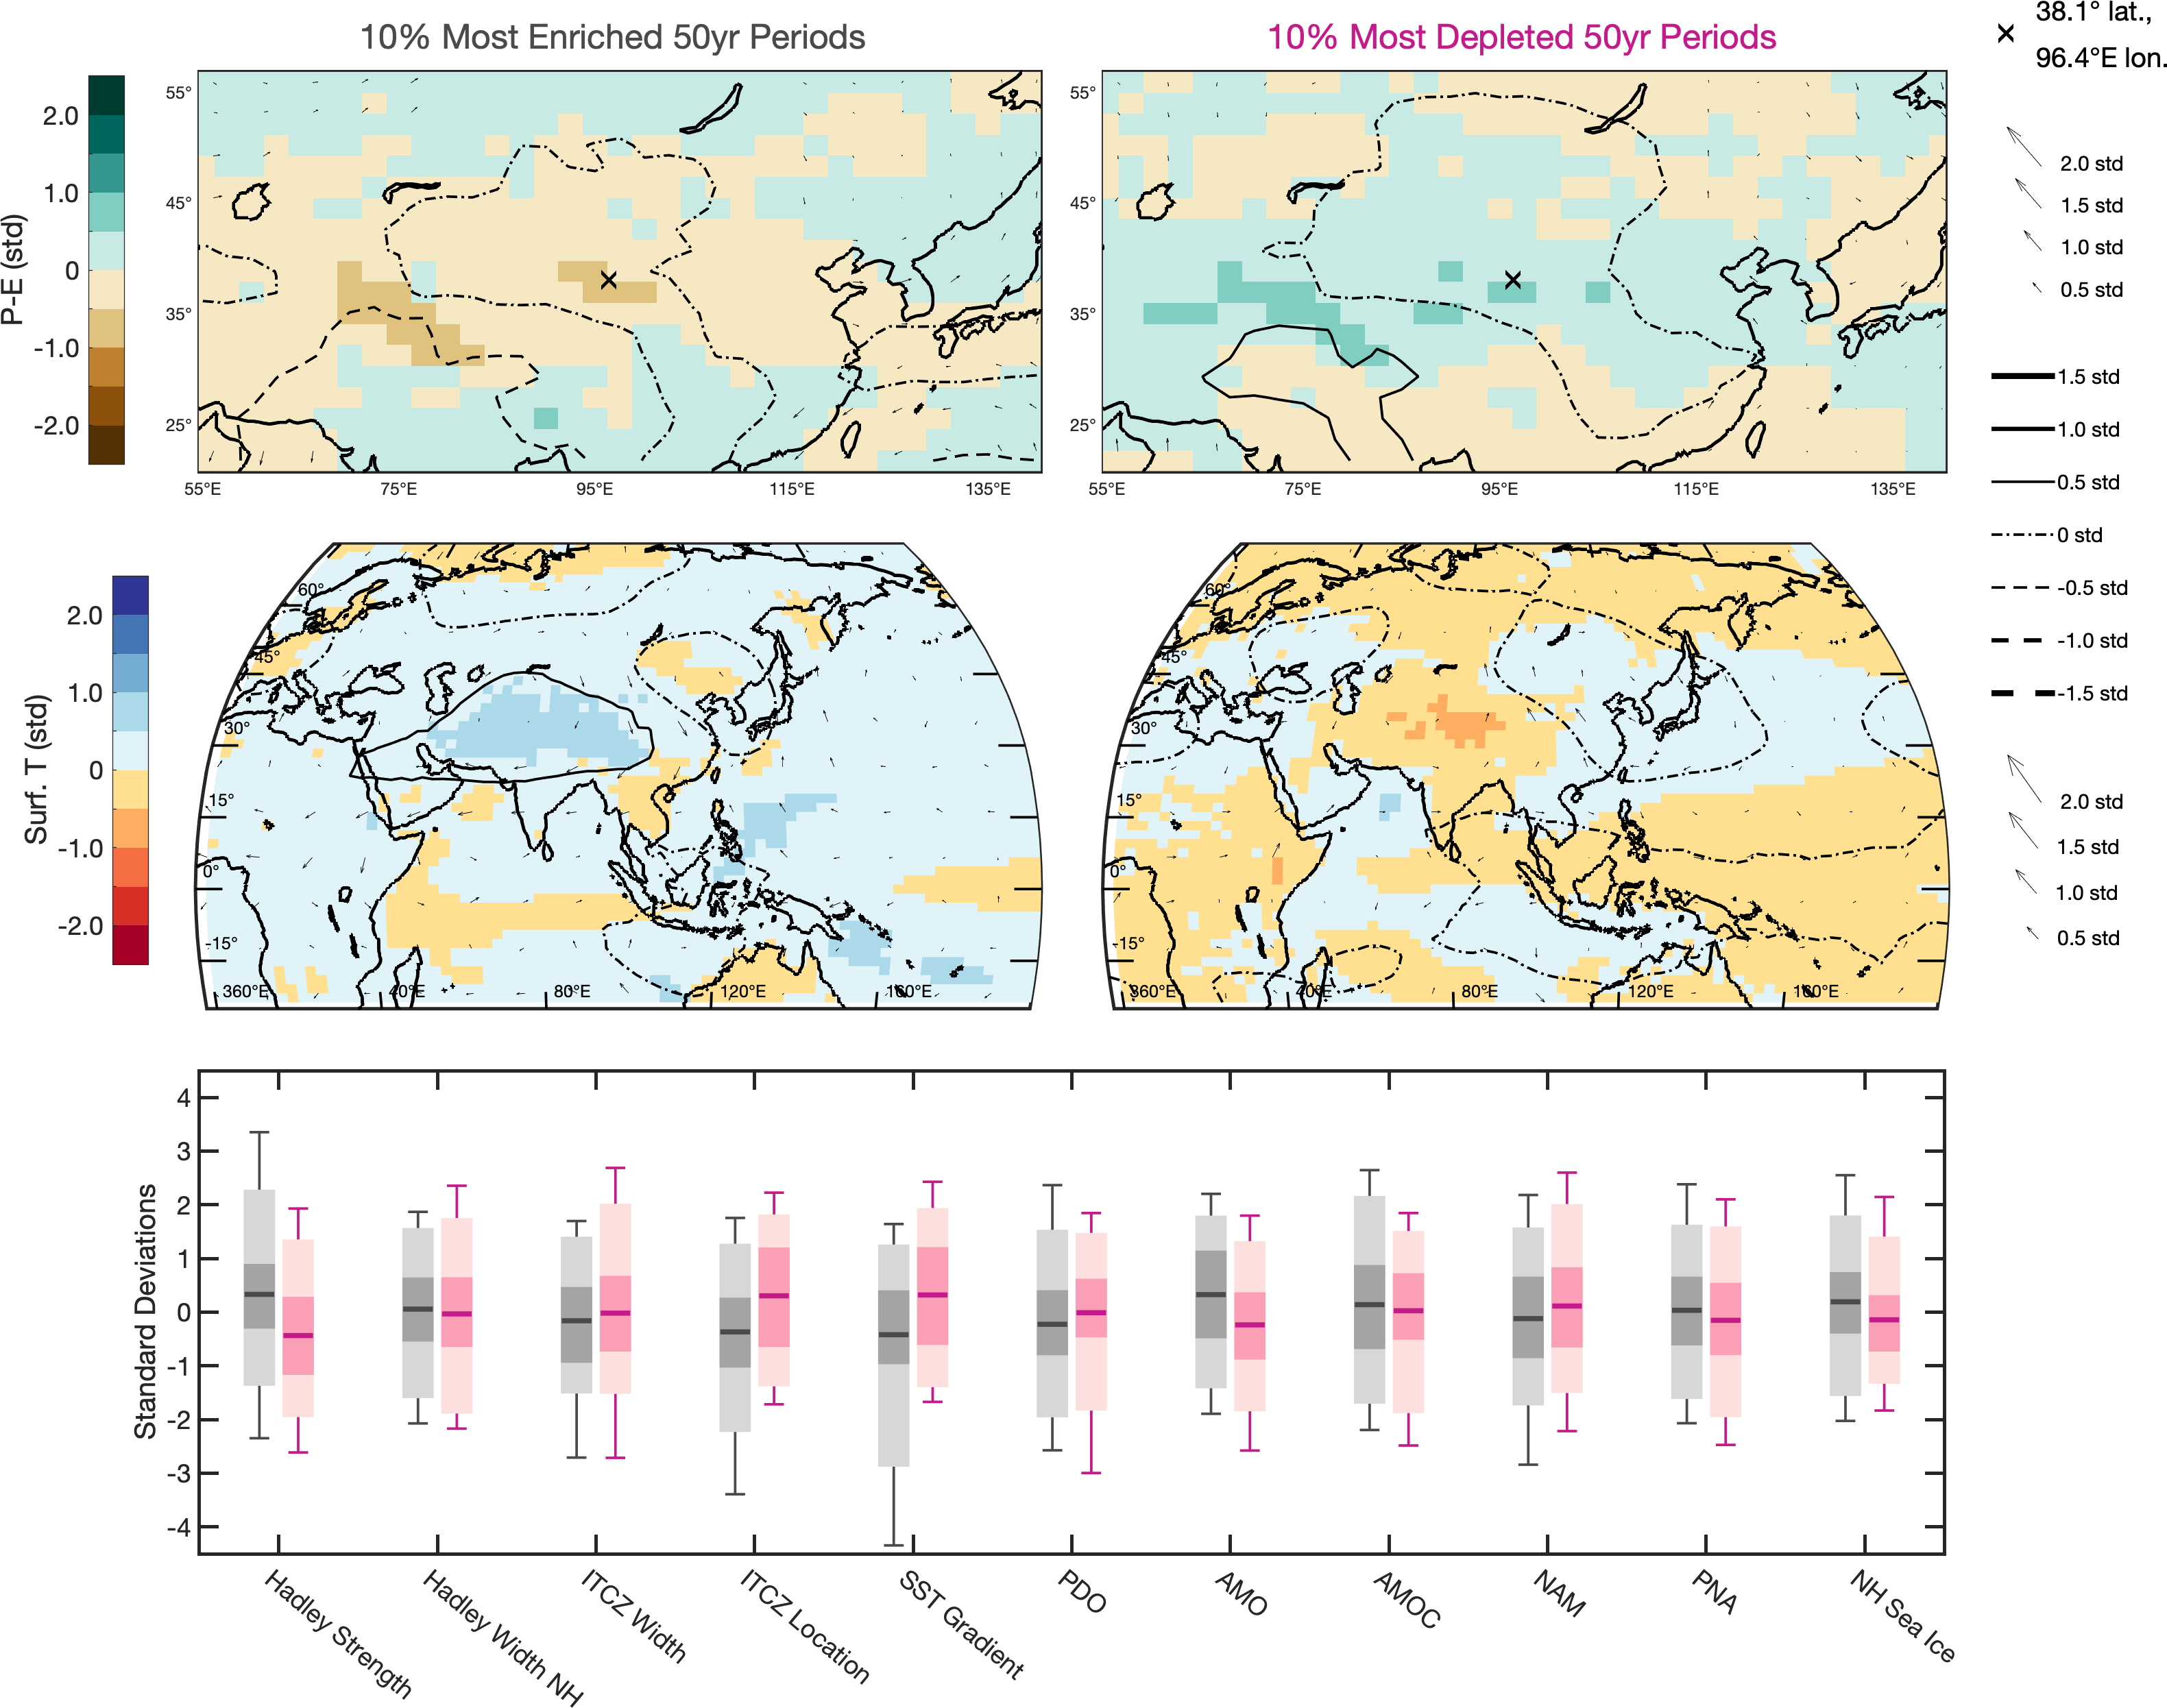 10% Most Enriched 50yr Periods
10% Most Depleted 50yr Periods
38.1° lat.,
96.4°E lon.
P-E (std)
2.0
1.0
0
-1.0
-2.0
55°
45°
35°
25°
55°E
75°E
95°E
115°E
135°E
55°
45°
35°
25°
55°E
75°E
95°E
115°E
135°E
2.0 std
1.5 std
1.0 std
0.5 std
1.5 std
1.0 std
0.5 std
0 std
-0.5 std
-1.0 std
-1.5 std
2.0 std
1.5 std
1.0 std
0.5 std
Surf. T (std)
2.0
1.0
0
-1.0
-2.0
60°
45°
30°
15°
0°
-15°
360°E
40°E
80°E
120°E
160°E
60°
45°
30°
15°
0°
-15°
360°E
40°E
80°E
120°E
160°E
Standard Deviations
4
3
2
1
0
-1
-2
-3
-4
Hadley Strength
Hadley Width NH
ITCZ Width
ITCZ Location
SST Gradient
PDO
AMO
AMOC
NAM
PNA
NH Sea Ice